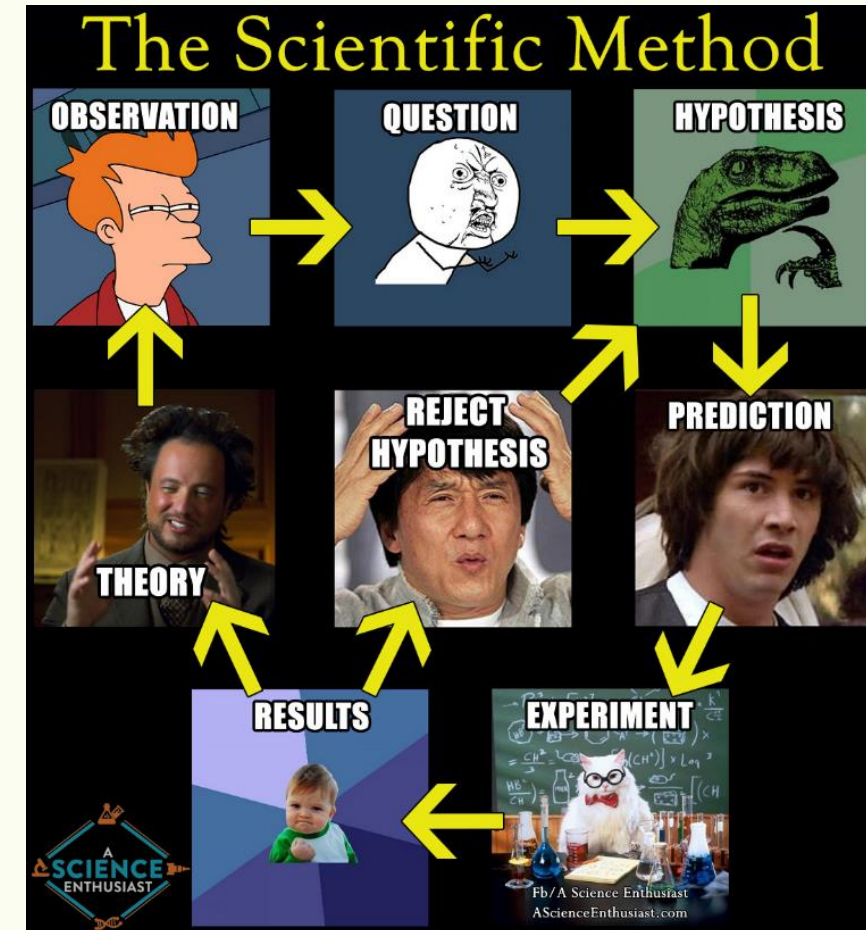 The Scientific Method
OBSERVATION
QUESTION
HYPOTHESIS
REJECT
HYPOTHESIS
PREDICTION
THEORY
RESULTS
EXPERIMENT
A
SCIENCE
ENTHUSIAST
Fb/A Science Enthusiast
AScienceEnthusiast.com